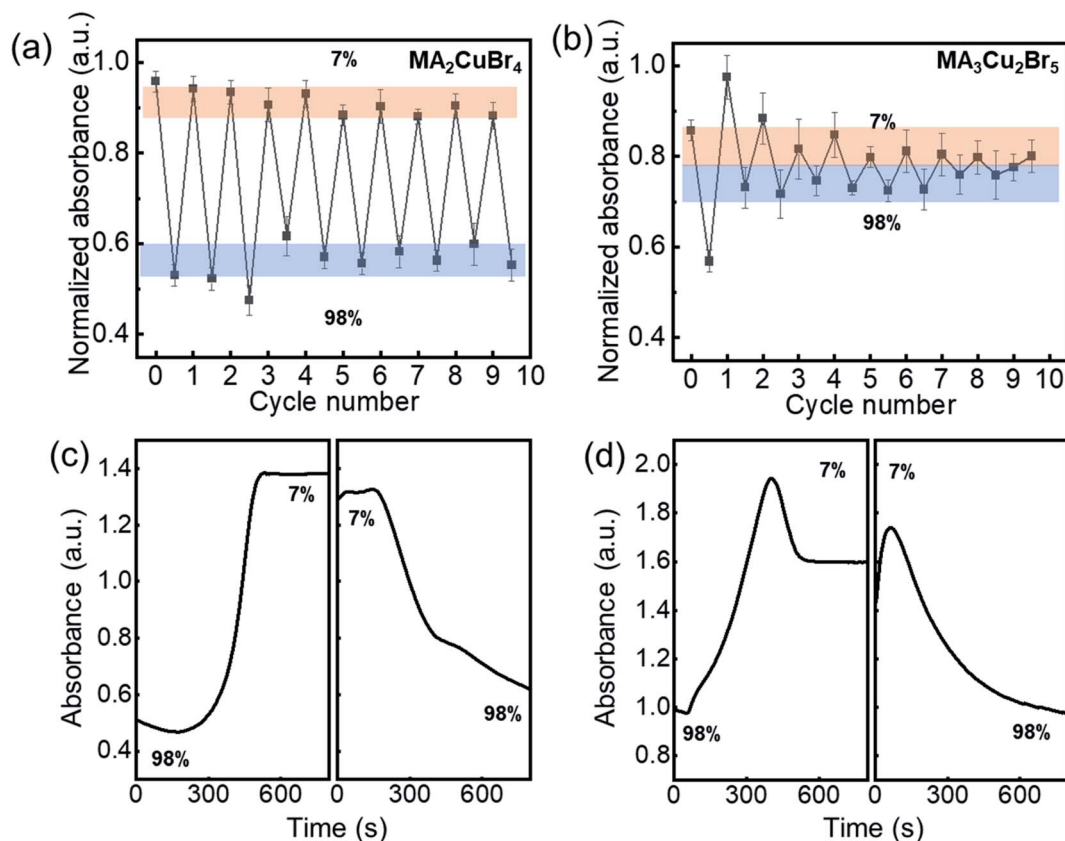 (a)
Normalized absorbance (a.u.)
1.0
0.8
0.6
0.4
7%
MA₂CuBr₄
98%
0 1 2 3 4 5 6 7 8 9 10
Cycle number
(b)
Normalized absorbance (a.u.)
1.0
0.8
0.6
0.4
MA₃Cu₂Br₅
7%
98%
0 1 2 3 4 5 6 7 8 9 10
Cycle number
(c)
Absorbance (a.u.)
1.4
1.2
1.0
0.8
0.6
0.4
7%
98%
7%
98%
0 300 600 0 300 600
Time (s)
(d)
Absorbance (a.u.)
2.0
1.8
1.6
1.4
1.2
1.0
0.8
7%
98%
7%
98%
0 300 600 0 300 600
Time (s)